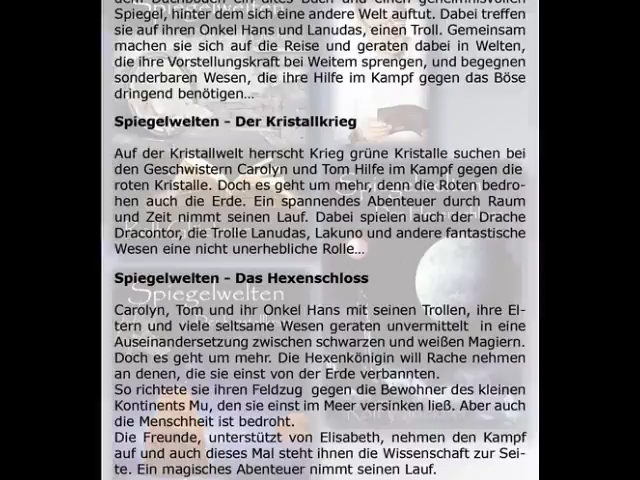 dem Dachboden ein altes Buch und einen geheimnisvollen
Spiegel, hinter dem sich eine andere Welt auftut. Dabei treffen
sie auf ihren Onkel Hans und Lanudas, einen Troll. Gemeinsam
machen sie sich auf die Reise und geraten dabei in Welten,
die ihre Vorstellungskraft bei Weitem sprengen, und begegnen
sonderbaren Wesen, die ihre Hilfe im Kampf gegen das Böse
dringend benötigen...
Spiegelwelten - Der Kristallkrieg
Auf der Kristallwelt herrscht Krieg grüne Kristalle suchen bei
den Geschwistern Carolyn und Tom Hilfe im Kampf gegen die
roten Kristalle. Doch es geht um mehr, denn die Roten bedro-
hen auch die Erde. Ein spannendes Abenteuer durch Raum
und Zeit nimmt seinen Lauf. Dabei spielen auch der Drache
Dracontor, die Trolle Lanudas, Lakuno und andere fantastische
Wesen eine nicht unerhebliche Rolle...
Spiegelwelten - Das Hexenschloss
Spiegelwelten
Carolyn, Tom und ihr Onkel Hans mit seinen Trollen, ihre El-
tern und viele seltsame Wesen geraten unvermittelt in eine
Auseinandersetzung zwischen schwarzen und weißen Magiern.
Doch es geht um mehr. Die Hexenkönigin will Rache nehmen
an denen, die sie einst von der Erde verbannten.
So richtete sie ihren Feldzug gegen die Bewohner des kleinen
Kontinents Mu, den sie einst im Meer versinken ließ. Aber auch
die Menschheit ist bedroht.
Die Freunde, unterstützt von Elisabeth, nehmen den Kampf
auf und auch dieses Mal steht ihnen die Wissenschaft zur Sei-
te. Ein magisches Abenteuer nimmt seinen Lauf.